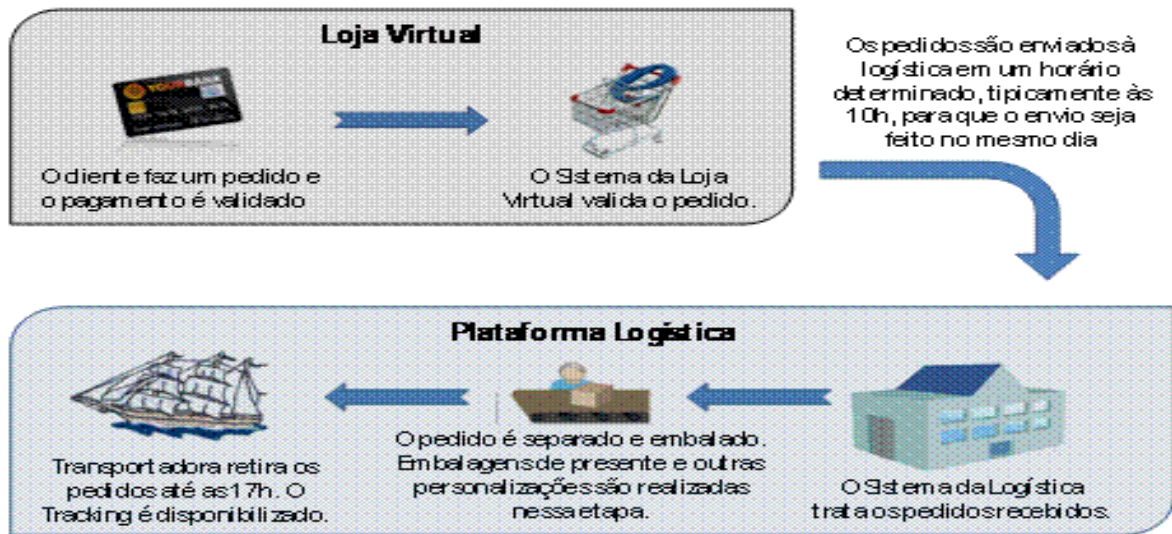 Loja Virtual
YOUR BANK
O cliente faz um pedido e
o pagamento é validado
O Sistema da Loja
Virtual valida o pedido.
Os pedidos são enviados à
logística em um horário
determinado, tipicamente às
10h, para que o envio seja
feito no mesmo dia
Plataforma Logística
O Sistema da Logística
trata os pedidos recebidos.
O pedido é separado e embalado.
Embalagens de presente e outras
personalizações são realizadas
nessa etapa.
Transportadora retira os
pedidos até as 17h. O
Tracking é disponibilizado.